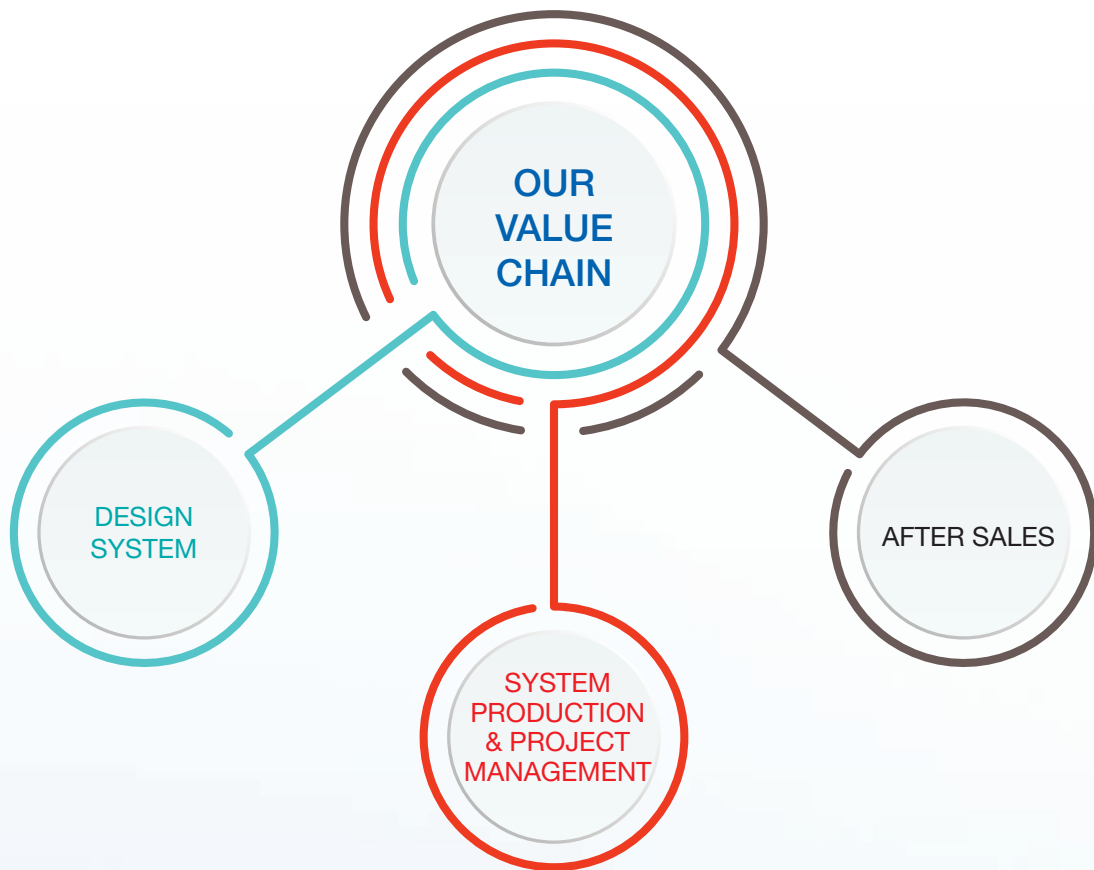 OUR
VALUE
CHAIN
DESIGN
SYSTEM
AFTER SALES
SYSTEM
PRODUCTION
& PROJECT
MANAGEMENT